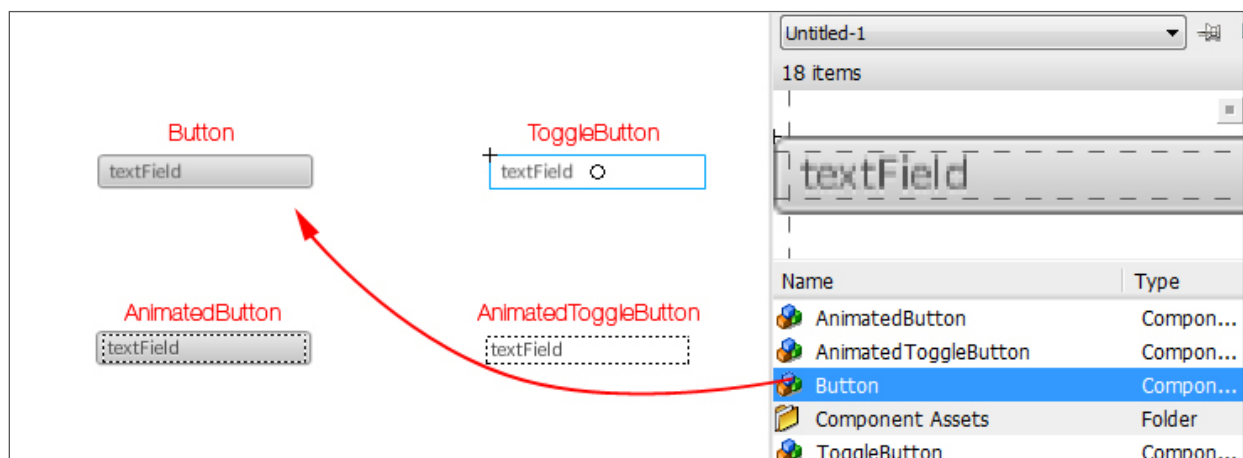 Button
textField
ToggleButton
textField
AnimatedButton
textField
AnimatedToggleButton
textField
Untitled-1
18 items
textField
Name Type
AnimatedButton Compon...
AnimatedToggleButton Compon...
Button Compon...
Component Assets Folder
ToggleButton Compon...